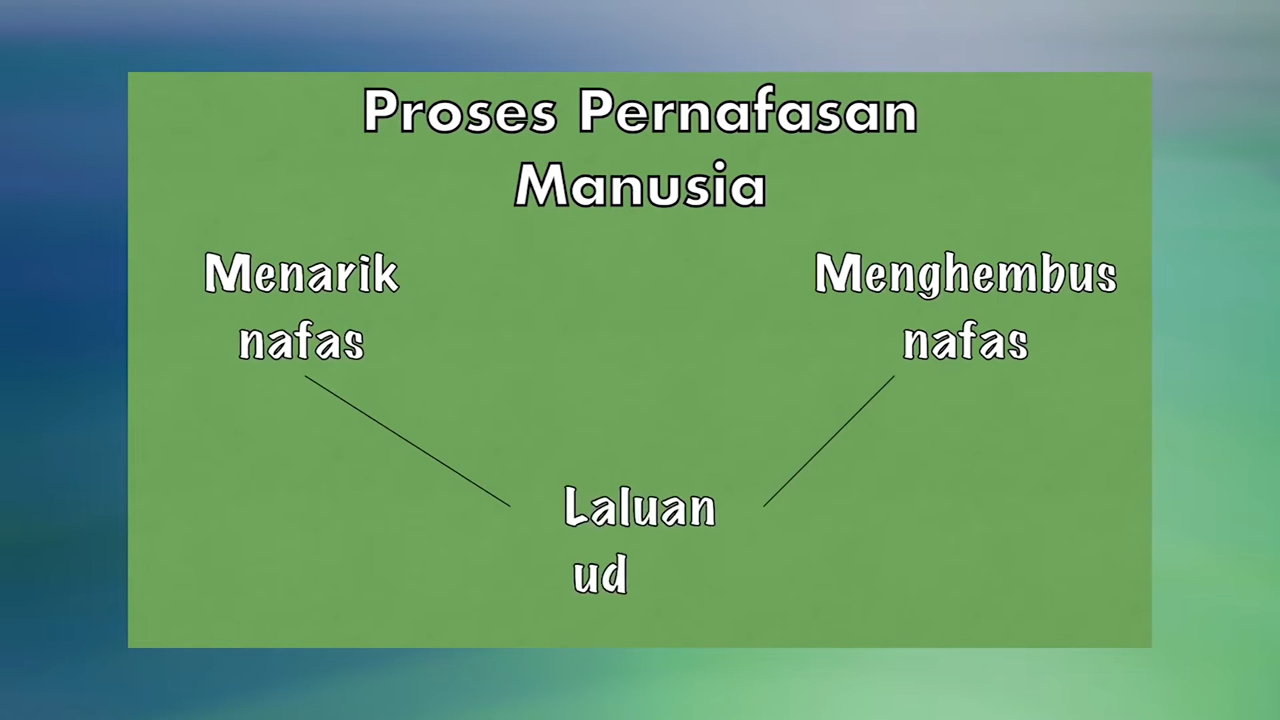 Proses Pernafasan
Manusia
Menarik
nafas
Menghembus
nafas
Laluan
ud